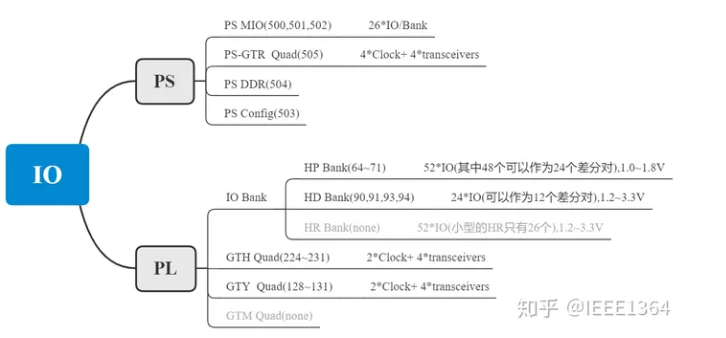 IO
PS
PS MIO(500,501,502) 26*IO/Bank
PS-GTR Quad(505) 4*Clock+ 4*transceivers
PS DDR(504)
PS Config(503)
PL
IO Bank
HP Bank(64~71) 52*IO(其中48个可以作为24个差分对),1.0~1.8V
HD Bank(90,91,93,94) 24*IO(可以作为12个差分对),1.2~3.3V
HR Bank(none) 52*IO(小型的HR只有26个),1.2~3.3V
GTH Quad(224~231) 2*Clock+ 4*transceivers
GTY Quad(128~131) 2*Clock+ 4*transceivers
GTM Quad(none)
知乎 @IEEE1364